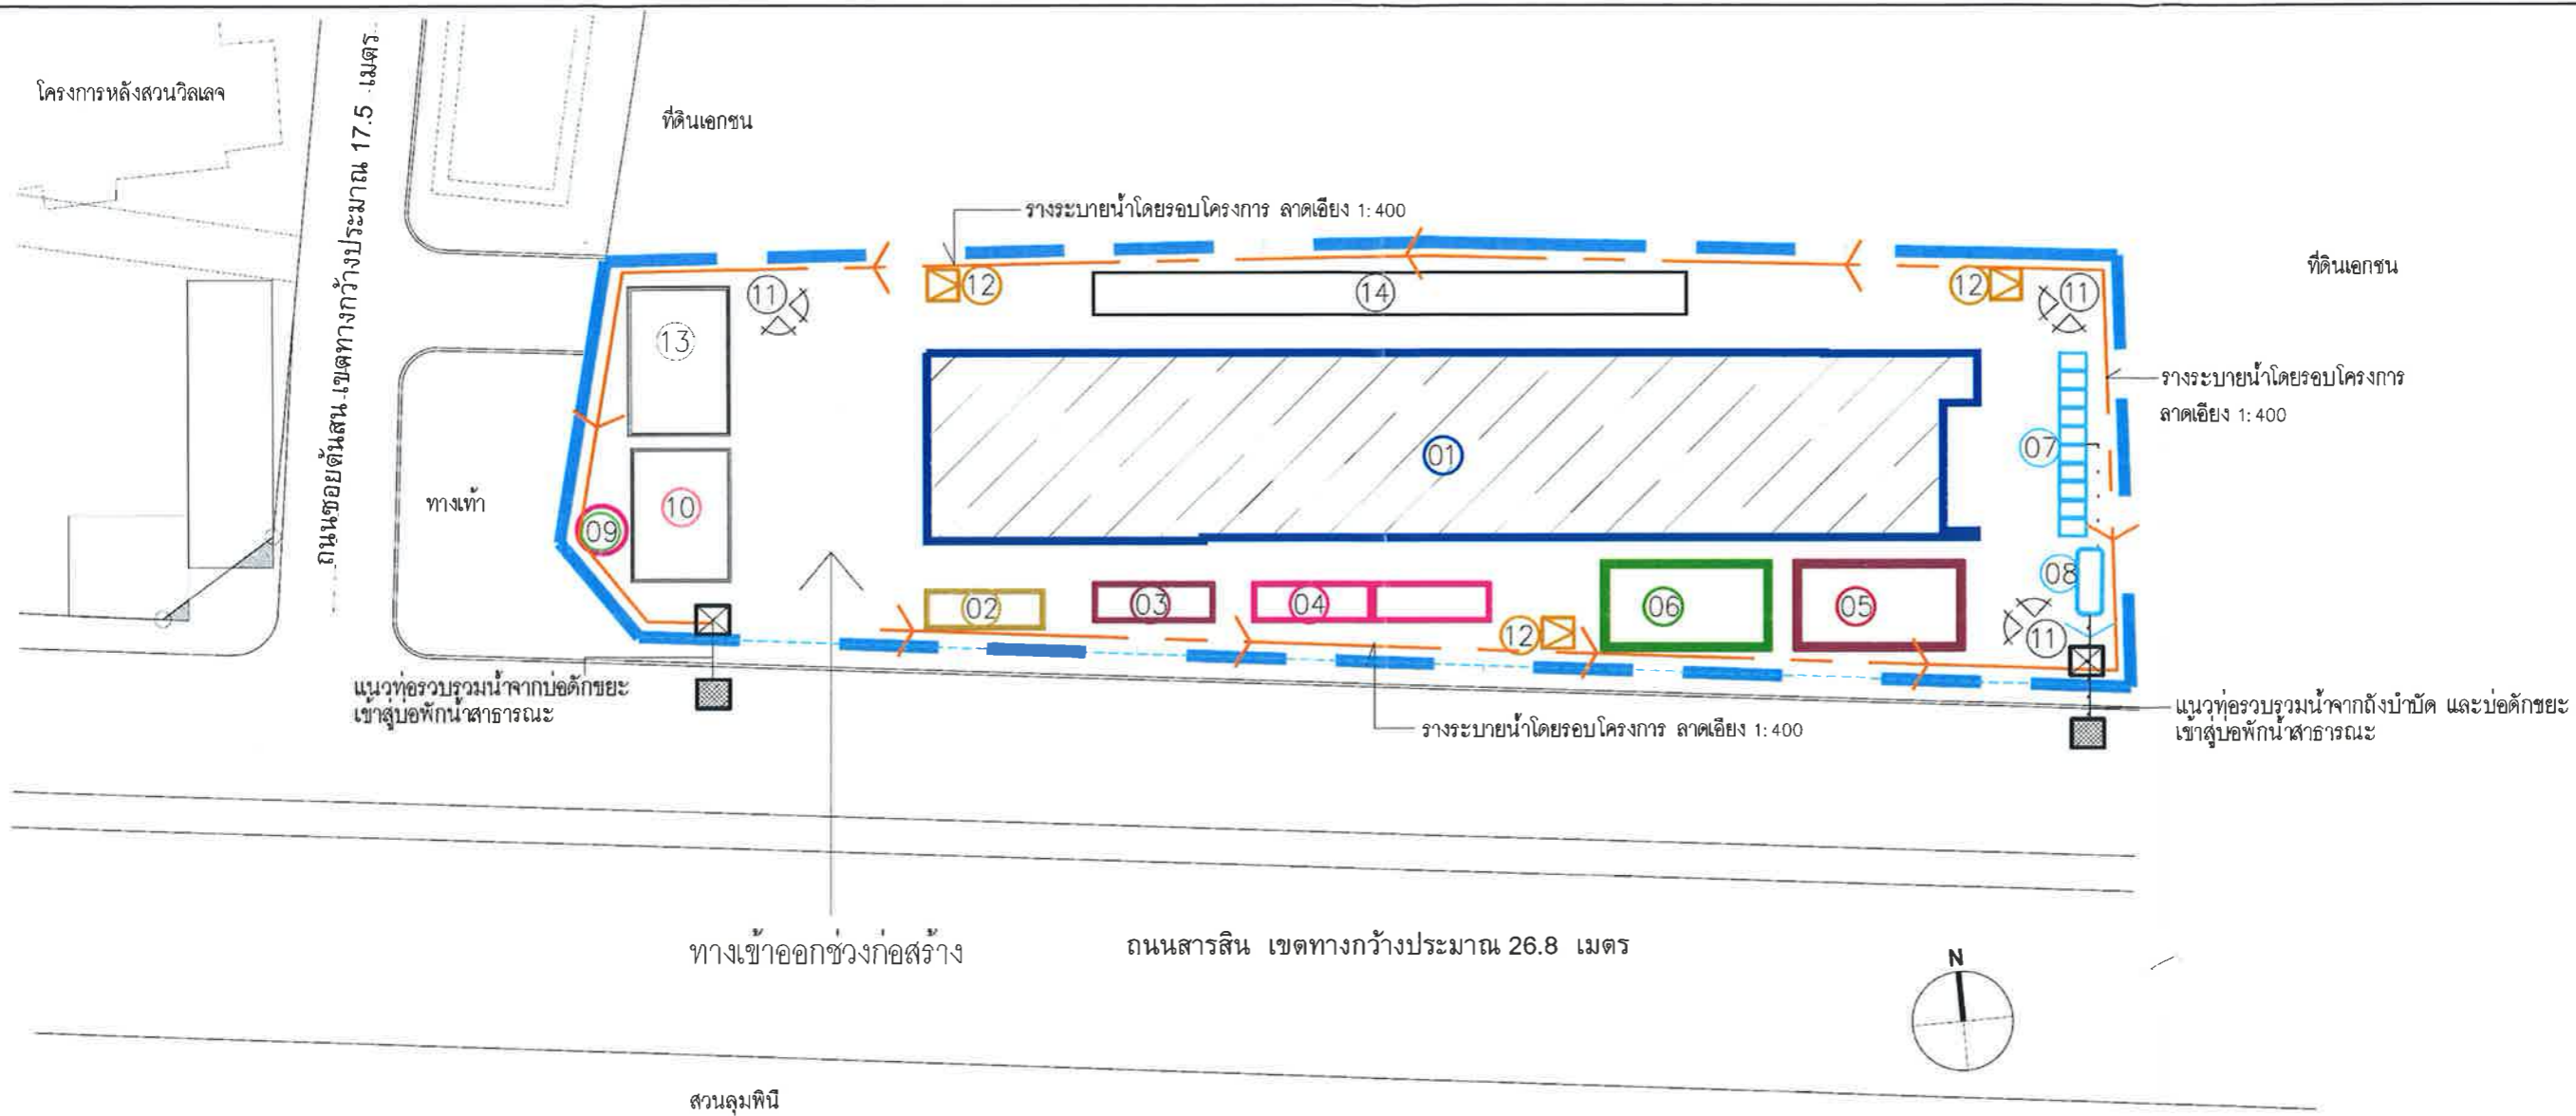 โครงการหลังสวนวิลเลจ
ถนนซอยต้นสน เขตทางกว้างประมาณ 17.5 เมตร
ที่ดินเอกชน
รางระบายน้ำโดยรอบโครงการ ลาดเอียง 1:400
ที่ดินเอกชน
11
12
14
12
11
13
รางระบายน้ำโดยรอบโครงการ
ลาดเอียง 1:400
01
07
ทางเท้า
10
09
08
02
03
04
12
06
05
11
แนวท่อรวบรวมน้ำจากบ่อดักขยะ
เข้าสู่บ่อพักน้ำสาธารณะ
รางระบายน้ำโดยรอบโครงการ ลาดเอียง 1:400
แนวท่อรวบรวมน้ำจากถังบำบัด และบ่อดักขยะ
เข้าสู่บ่อพักน้ำสาธารณะ
ทางเข้าออกช่วงก่อสร้าง
ถนนสารสิน เขตทางกว้างประมาณ 26.8 เมตร
N
สวนลุมพินี